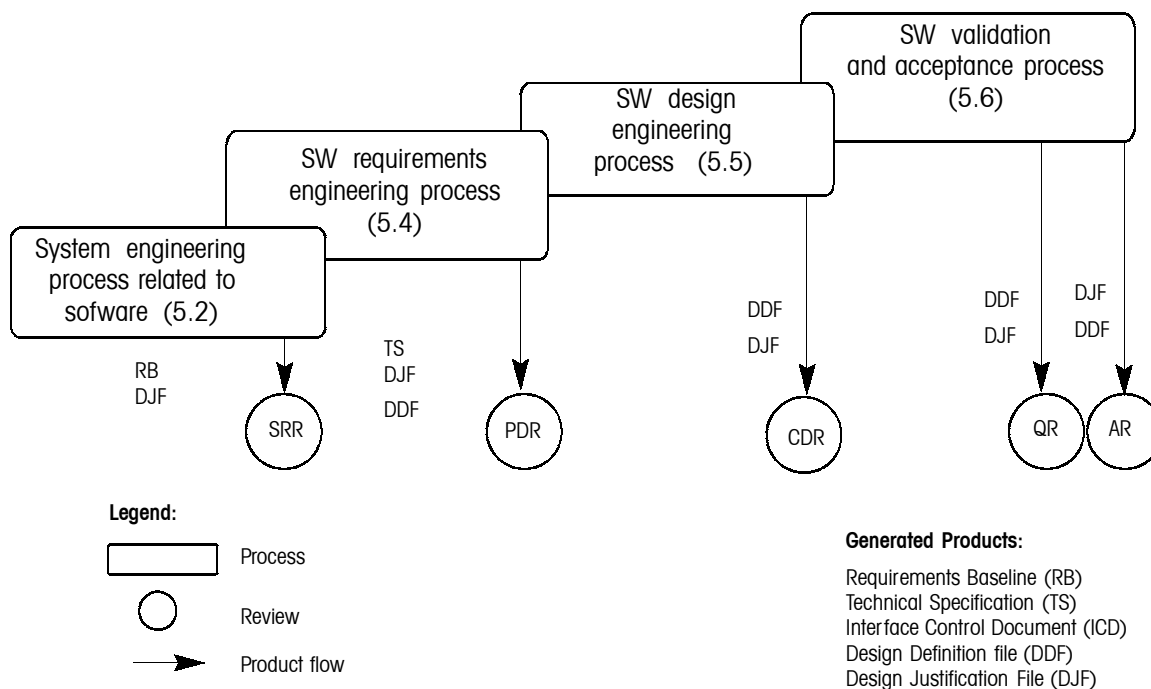 SW validation
and acceptance process
(5.6)
SW design
engineering
process (5.5)
SW requirements
engineering process
(5.4)
System engineering
process related to
sofware (5.2)
RB
DJF
TS
DJF
DDF
DDF
DJF
DDF
DJF
DJF
DDF
SRR
PDR
CDR
QR
AR
Legend:
Process
Review
Product flow
Generated Products:
Requirements Baseline (RB)
Technical Specification (TS)
Interface Control Document (ICD)
Design Definition file (DDF)
Design Justification File (DJF)